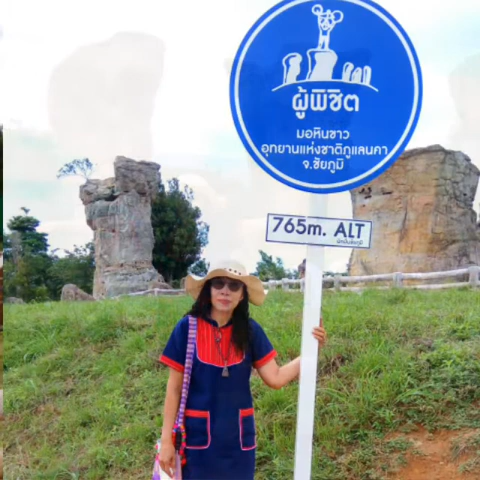 ผู้พิชิต
มอหินขาว
อุทยานแห่งชาติภูแลนคา
จ.ชัยภูมิ
765m. ALT